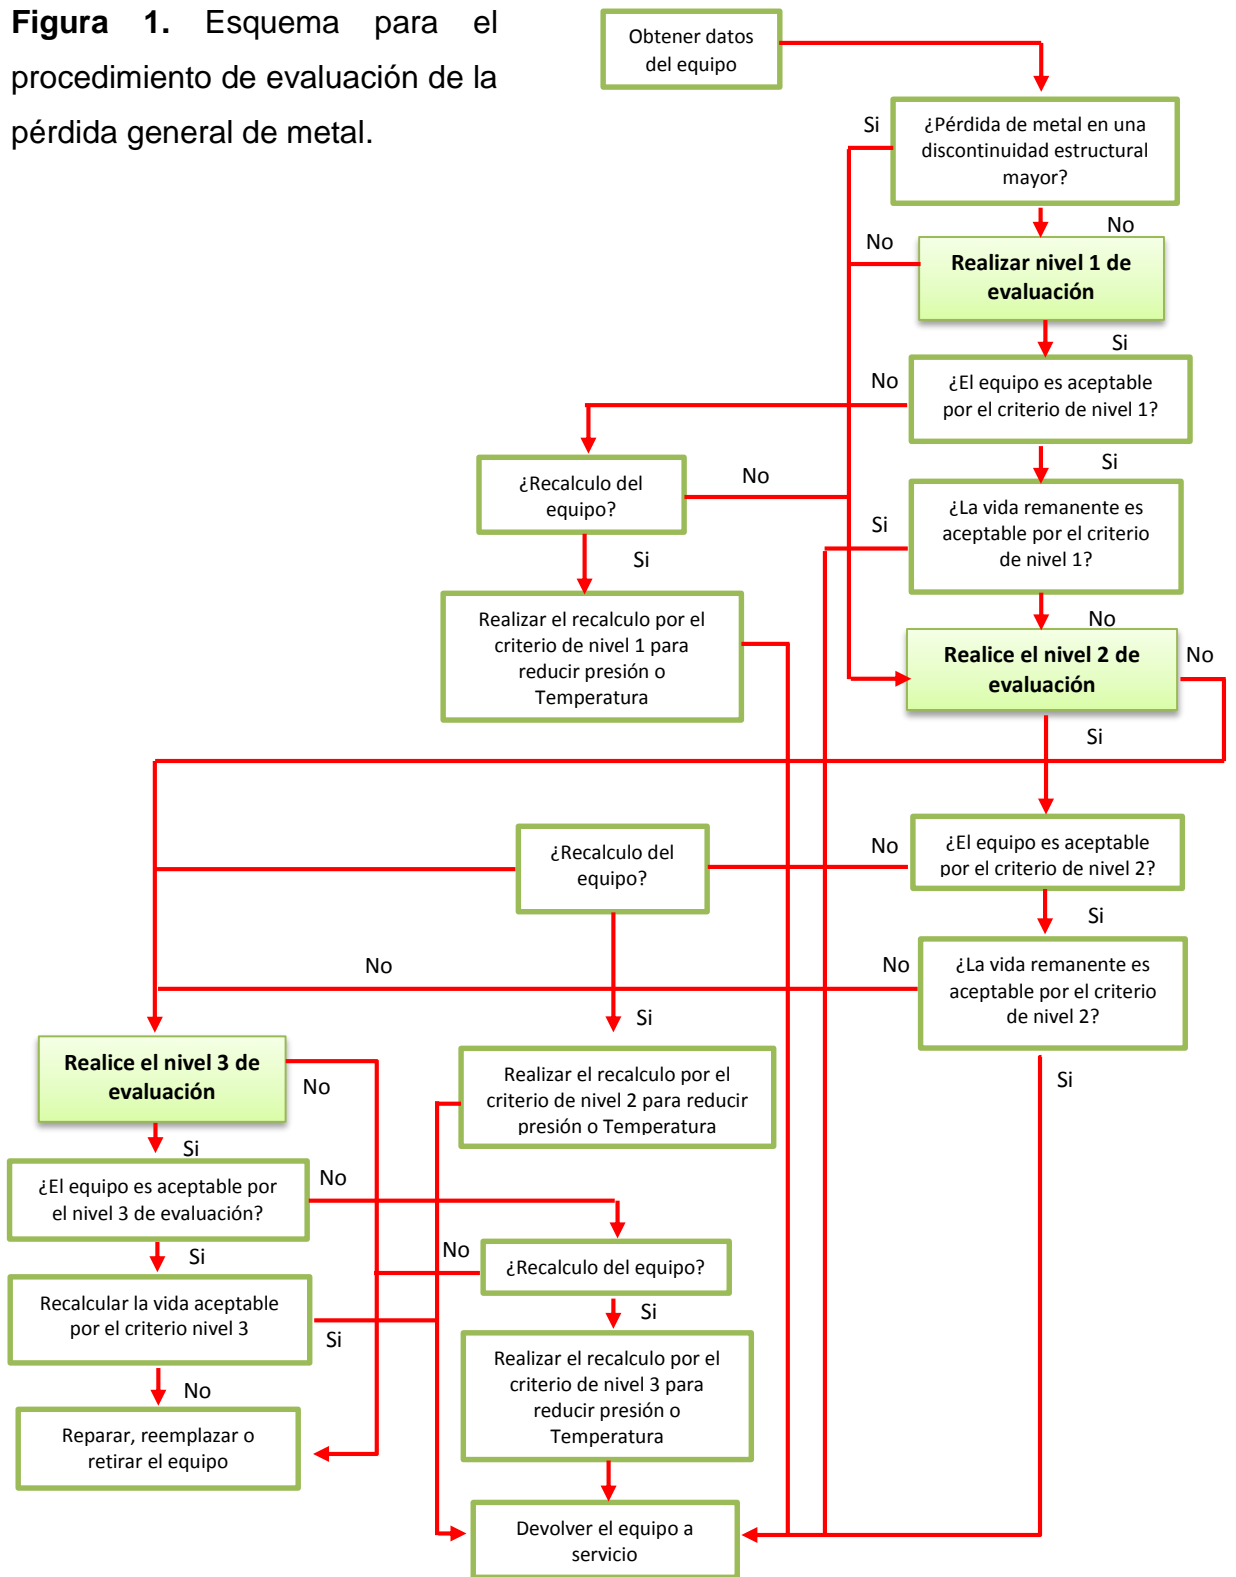 Figura 1. Esquema para el
procedimiento de evaluación de la
pérdida general de metal.
Obtener datos
del equipo
Si
¿Pérdida de metal en una
discontinuidad estructural
mayor?
No
No
Realizar nivel 1 de
evaluación
Si
No
¿El equipo es aceptable
por el criterio de nivel 1?
Si
¿Recalculo del
equipo?
No
Si
¿La vida remanente es
aceptable por el criterio
de nivel 1?
Si
No
Realizar el recalculo por el
criterio de nivel 1 para
reducir presión o
Temperatura
Realice el nivel 2 de
evaluación
No
Si
¿Recalculo del
equipo?
No
¿El equipo es aceptable
por el criterio de nivel 2?
Si
No
No
¿La vida remanente es
aceptable por el criterio
de nivel 2?
Si
Si
Realice el nivel 3 de
evaluación
No
Realizar el recalculo por el
criterio de nivel 2 para reducir
presión o Temperatura
Si
¿El equipo es aceptable por
el nivel 3 de evaluación?
No
Si
No
¿Recalculo del equipo?
Si
Recalcular la vida aceptable
por el criterio nivel 3
Si
No
Realizar el recalculo por el
criterio de nivel 3 para
reducir presión o
Temperatura
Reparar, reemplazar o
retirar el equipo
Devolver el equipo a
servicio